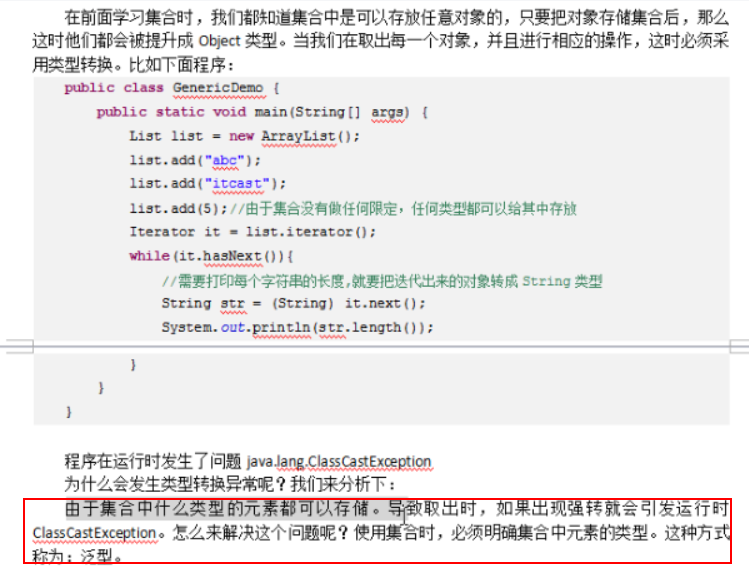 在前面学习集合时，我们都知道集合中是可以存放任意对象的，只要把对象存储集合后，那么
这时他们都会被提升成 Object 类型。当我们在取出每一个对象，并且进行相应的操作，这时必须采
用类型转换。比如下面程序：
public class GenericDemo {
public static void main(String[] args) {
List list = new ArrayList();
list.add("abc");
list.add("itcast");
list.add(5);//由于集合没有做任何限定，任何类型都可以给其中存放
Iterator it = list.iterator();
while(it.hasNext()){
//需要打印每个字符串的长度,就要把迭代出来的对象转成 String 类型
String str = (String) it.next();
System.out.println(str.length());
}
}
}
程序在运行时发生了问题 java.lang.ClassCastException
为什么会发生类型转换异常呢？我们来分析下：
由于集合中什么类型的元素都可以存储。导致取出时，如果出现强转就会引发运行时
ClassCastException。怎么来解决这个问题呢？使用集合时，必须明确集合中元素的类型。这种方式
称为：泛型。